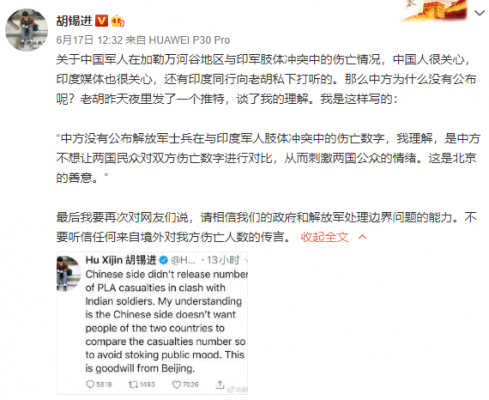 胡锡进
6月17日 12:32 来自 HUAWEI P30 Pro
关于中国军人在加勒万河谷地区与印军肢体冲突中的伤亡情况，中国人很关心，
印度媒体也很关心，还有印度同行向老胡私下打听的。那么中方为什么没有公布
呢？老胡昨天夜里发了一个推特，谈了我的理解。我是这样写的：
“中方没有公布解放军士兵在与印度军人肢体冲突中的伤亡数字，我理解，是中方
不想让两国民众对双方伤亡数字进行对比，从而刺激两国公众的情绪。这是北京
的善意。”
最后我要再次对网友们说，请相信我们的政府和解放军处理边界问题的能力。不
要听信任何来自境外对我方伤亡人数的传言。 收起全文
Hu Xijin 胡锡进 @H... · 13小时
Chinese side didn't release number
of PLA casualties in clash with
Indian soldiers. My understanding
is the Chinese side doesn't want
people of the two countries to
compare the casualties number so
to avoid stoking public mood. This
is goodwill from Beijing.
5819 1493 7026